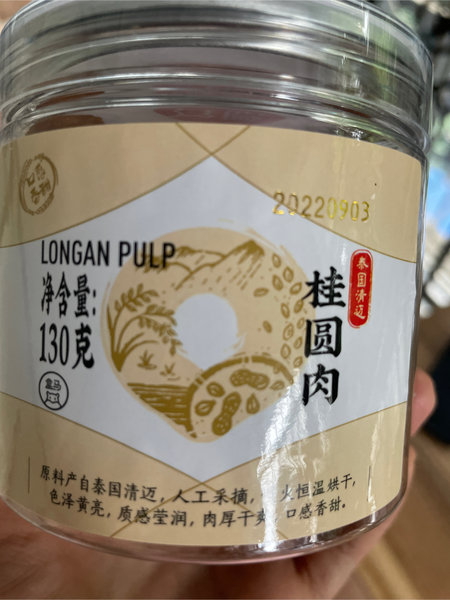 20220903
LONGAN PULP
净含量:
130克
盒马
泰国清迈
桂圆肉
原料产自泰国清迈,人工采摘, 火恒温烘干,
色泽黄亮,质感莹润,肉厚干爽 口感香甜。